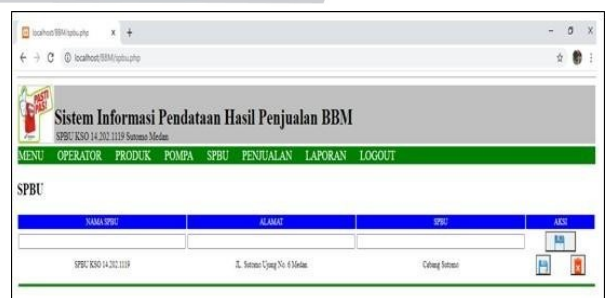 localhost/BBM/spbu.php
localhost/BBM/spbu.php
PASTI PAS!
Sistem Informasi Pendataan Hasil Penjualan BBM
SPBU KSO 14.202.1119 Sutomo Medan
MENU OPERATOR PRODUK POMPA SPBU PENJUALAN LAPORAN LOGOUT
SPBU
NAMA SPBU ALAMAT SPBU AKSI
SPBU KSO 14.202.1119 JL. Sutomo Ujung No. 6 Medan Cabang Sutomo